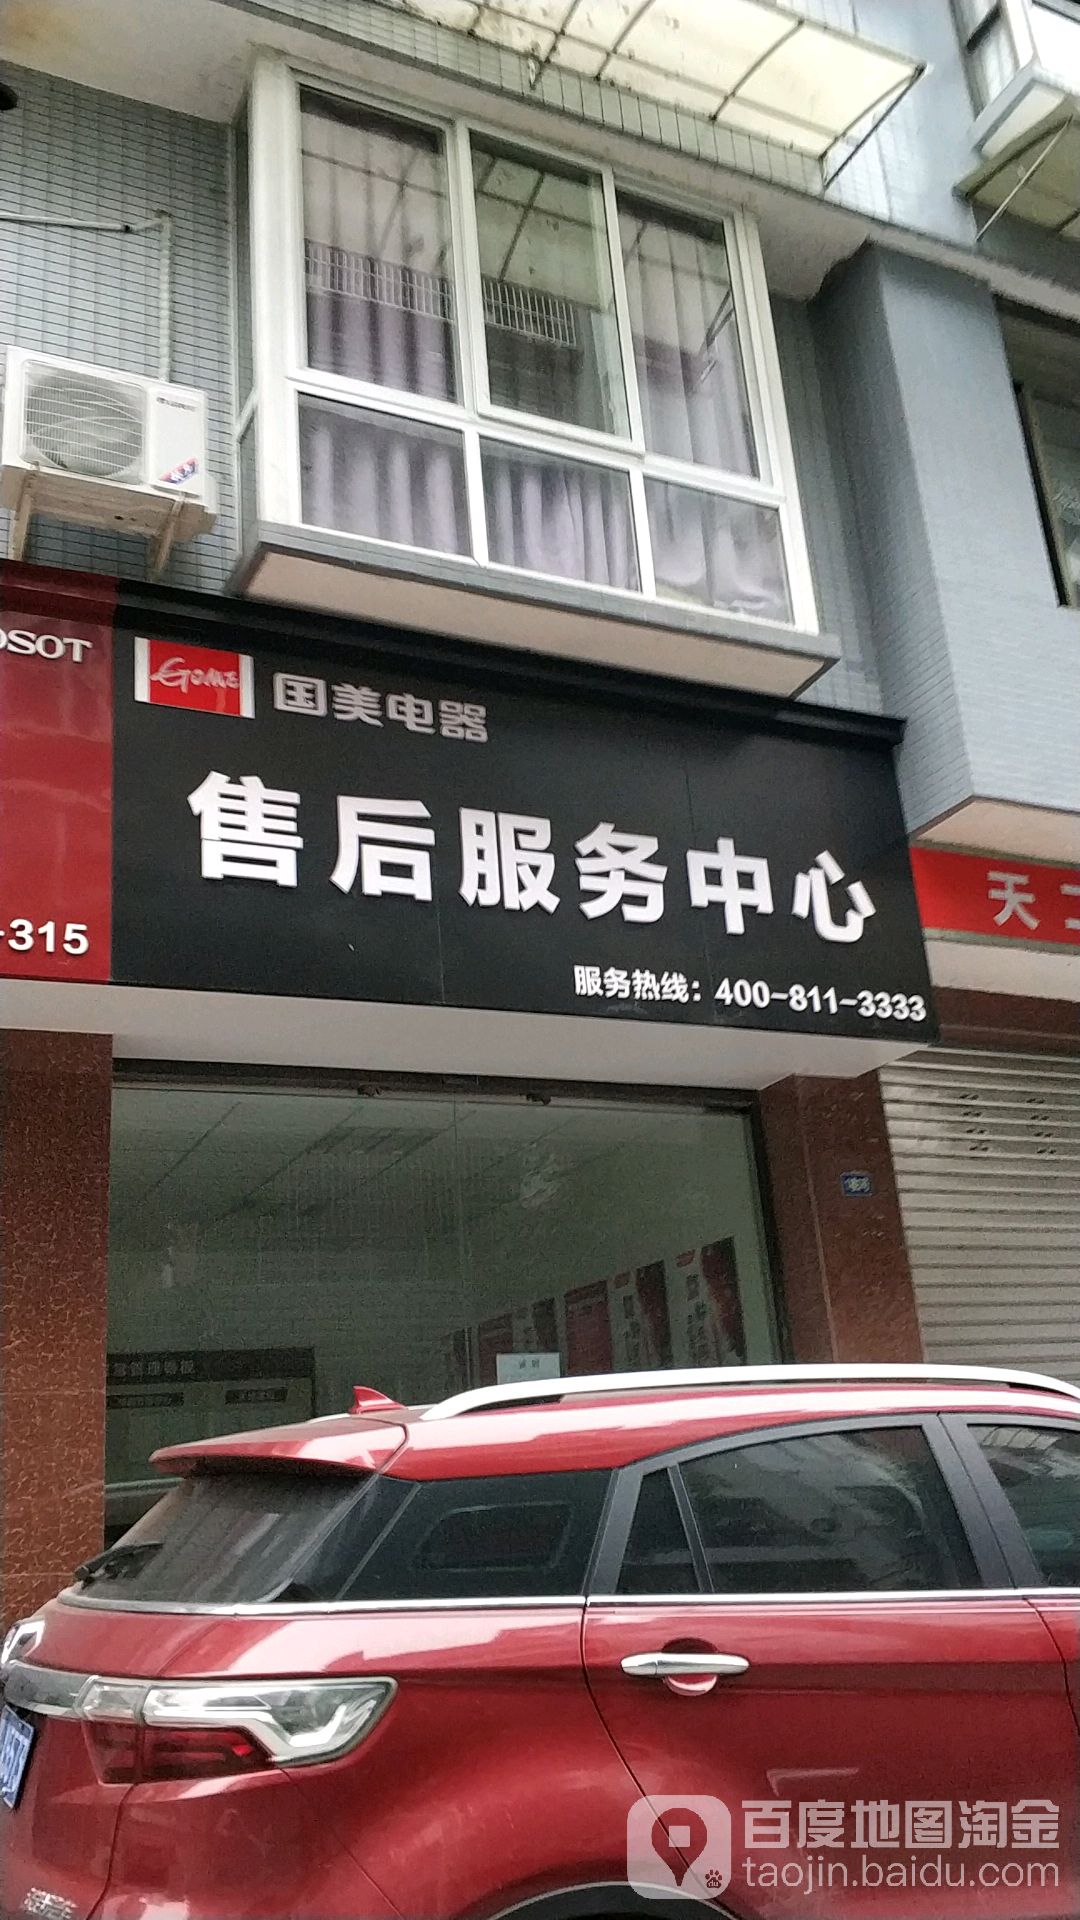 OSOT
GOME 国美电器
售后服务中心
-315
服务热线：400-811-3333
天
百度地图淘金
taojin.baidu.com